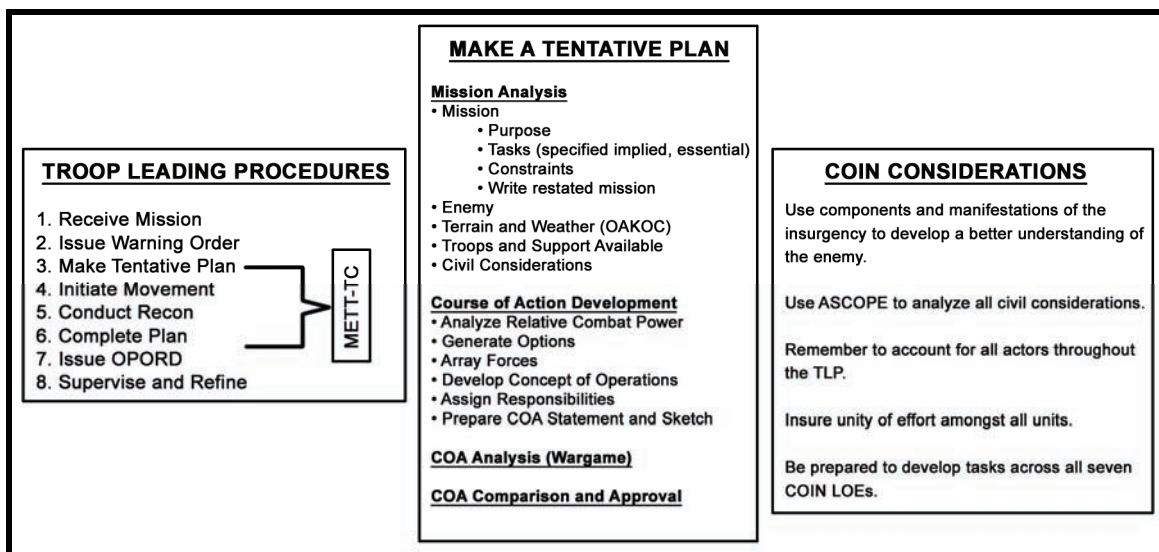 TROOP LEADING PROCEDURES
1. Receive Mission
2. Issue Warning Order
3. Make Tentative Plan
4. Initiate Movement
5. Conduct Recon
6. Complete Plan
7. Issue OPORD
8. Supervise and Refine
METT-TC
MAKE A TENTATIVE PLAN
Mission Analysis
• Mission
• Purpose
• Tasks (specified implied, essential)
• Constraints
• Write restated mission
• Enemy
• Terrain and Weather (OAKOC)
• Troops and Support Available
• Civil Considerations
Course of Action Development
• Analyze Relative Combat Power
• Generate Options
• Array Forces
• Develop Concept of Operations
• Assign Responsibilities
• Prepare COA Statement and Sketch
COA Analysis (Wargame)
COA Comparison and Approval
COIN CONSIDERATIONS
Use components and manifestations of the
insurgency to develop a better understanding of
the enemy.
Use ASCOPE to analyze all civil considerations.
Remember to account for all actors throughout
the TLP.
Insure unity of effort amongst all units.
Be prepared to develop tasks across all seven
COIN LOEs.